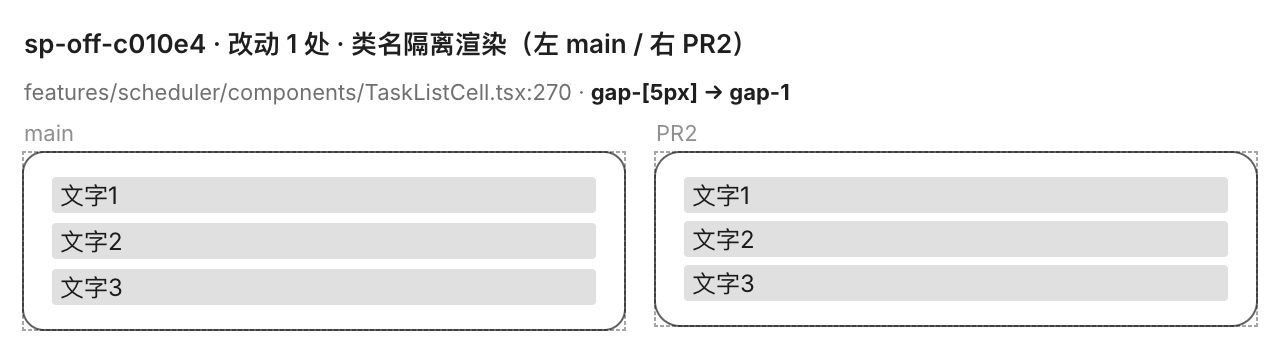 sp-off-c010e4 · 改动 1 处 · 类名隔离渲染（左 main / 右 PR2）
features/scheduler/components/TaskListCell.tsx:270 · gap-[5px] → gap-1
main
文字1
文字2
文字3
PR2
文字1
文字2
文字3